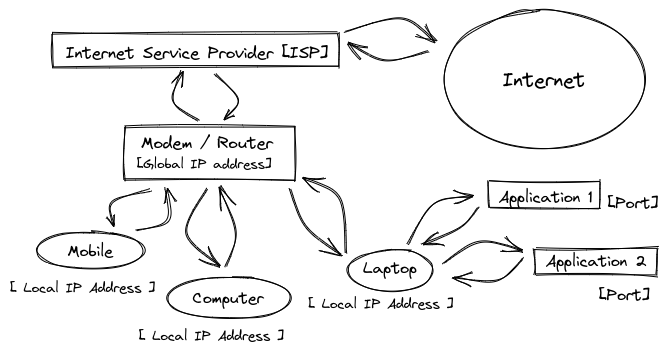 Internet Service Provider [ISP]
Internet
Modem / Router
[Global IP address]
Application 1
[Port]
Mobile
Laptop
Application 2
[ Local IP Address ]
Computer
[ Local IP Address ]
[Port]
[ Local IP Address ]